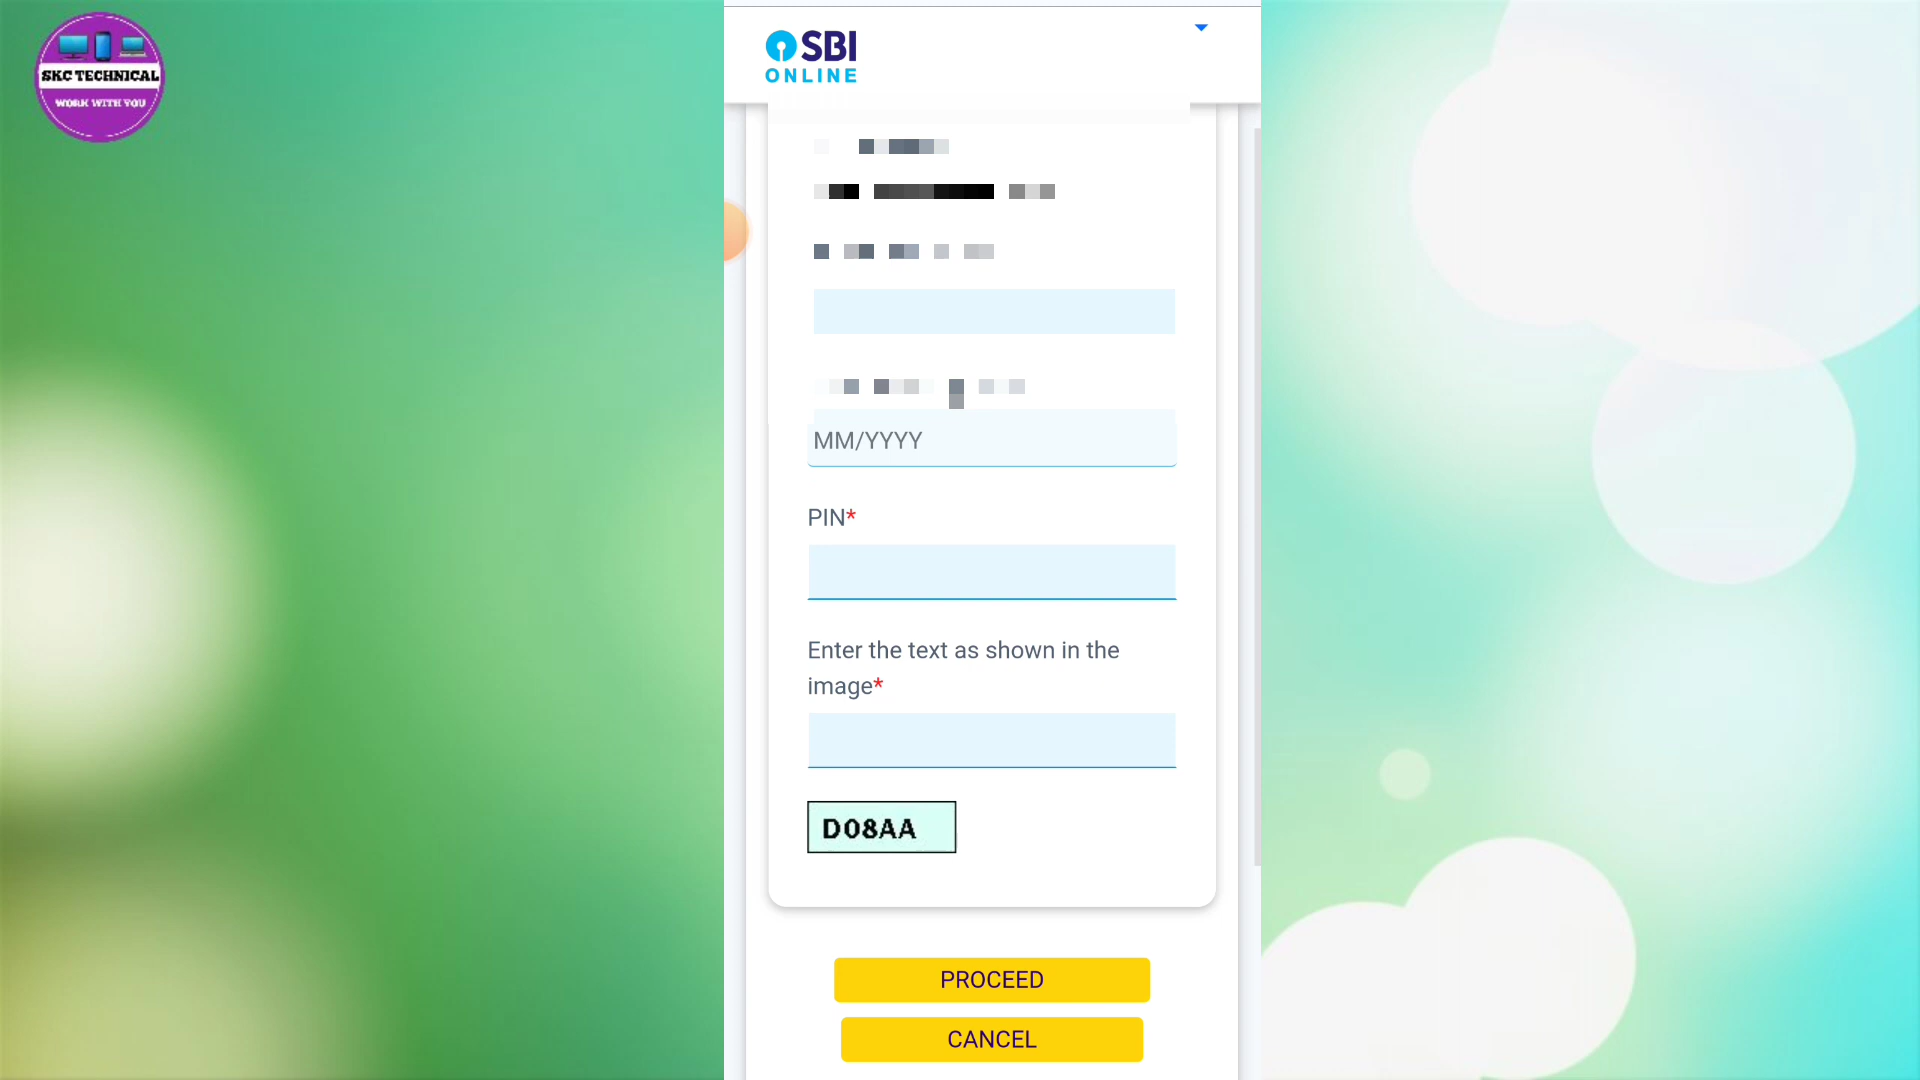 SKC TECHNICAL
WORK WITH YOU
SBI
ONLINE
MM/YYYY
PIN*
Enter the text as shown in the
image*
D08AA
PROCEED
CANCEL